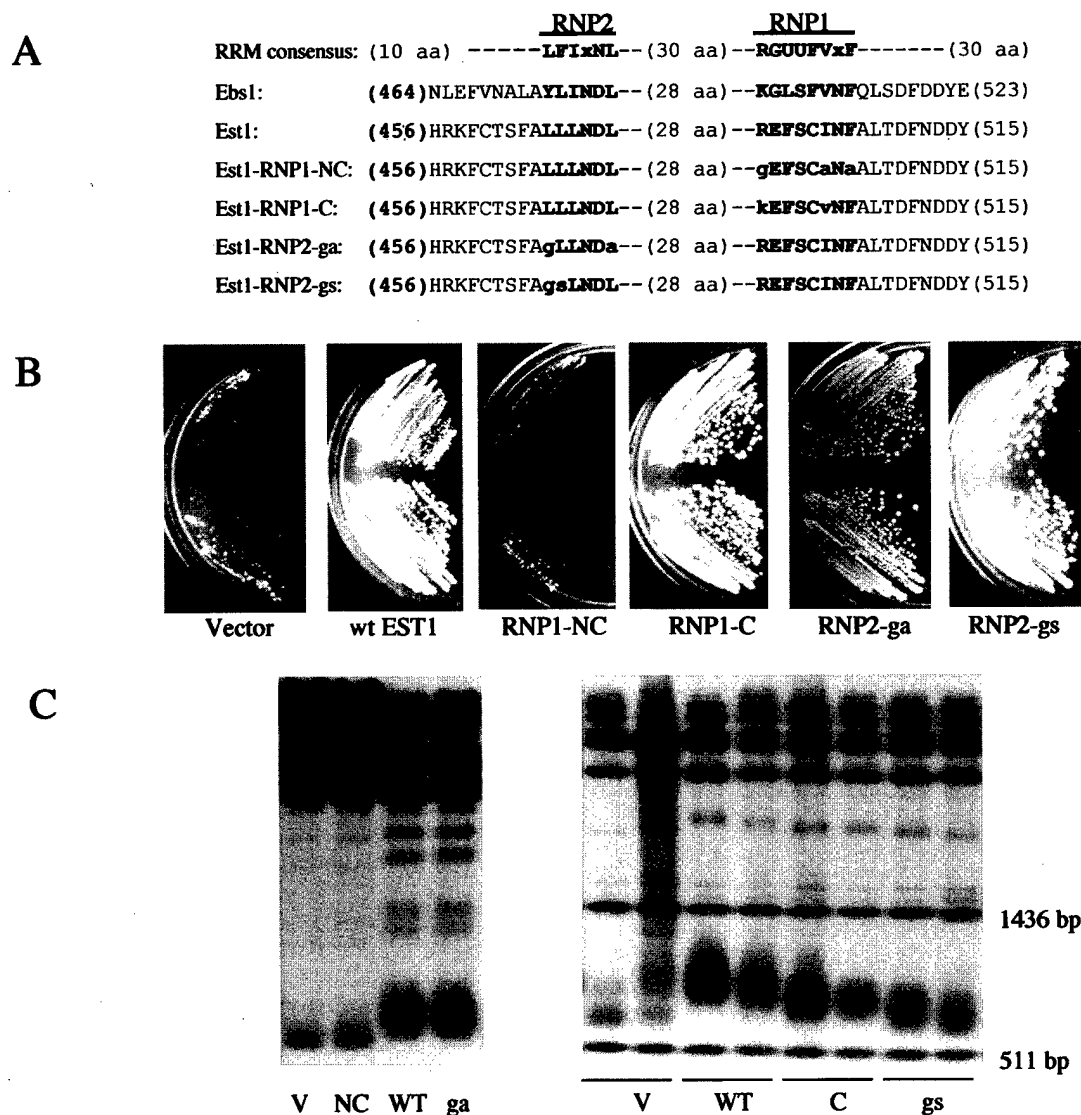 A
RNP2 RNP1
RRM consensus: (10 aa) -----LFIxNL--(30 aa)--RGUUFVxF-------(30 aa)
Ebs1: (464)NLEFVNALAYLINDL--(28 aa)--KGLSFVNFQLSDFDDYE(523)
Est1: (456)HRKFCTSFALLLNDL--(28 aa)--REFSCINFALTDFNDDY(515)
Est1-RNP1-NC: (456)HRKFCTSFALLLNDL--(28 aa)--gEFSCaNaALTDFNDDY(515)
Est1-RNP1-C: (456)HRKFCTSFALLLNDL--(28 aa)--kEFSCvNFALTDFNDDY(515)
Est1-RNP2-ga: (456)HRKFCTSFAgLLNDa--(28 aa)--REFSCINFALTDFNDDY(515)
Est1-RNP2-gs: (456)HRKFCTSFAgsLNDL--(28 aa)--REFSCINFALTDFNDDY(515)
B
Vector wt EST1 RNP1-NC RNP1-C RNP2-ga RNP2-gs
C
1436 bp
511 bp
V NC WT ga V WT C gs